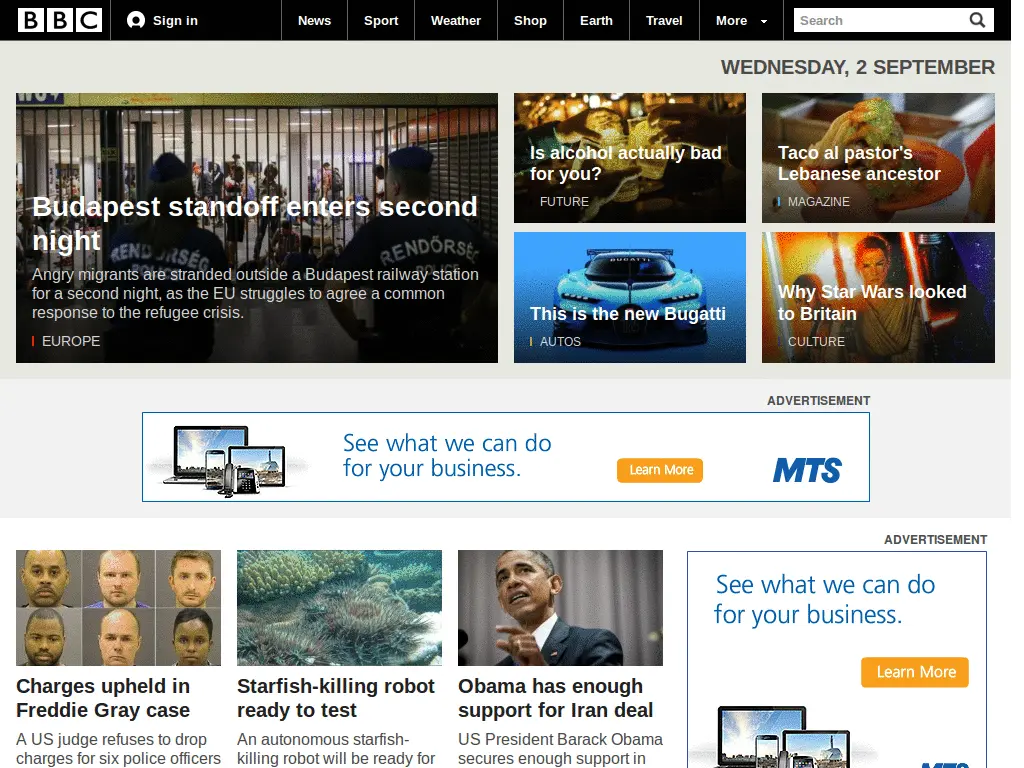 BBC
Sign in
News
Sport
Weather
Shop
Earth
Travel
More
Search
WEDNESDAY, 2 SEPTEMBER
RENDŐRSÉG
POLICE
RENDŐRSÉG
Budapest standoff enters second
night
Angry migrants are stranded outside a Budapest railway station
for a second night, as the EU struggles to agree a common
response to the refugee crisis.
EUROPE
Is alcohol actually bad
for you?
FUTURE
Taco al pastor's
Lebanese ancestor
MAGAZINE
BUGATTI
This is the new Bugatti
AUTOS
Why Star Wars looked
to Britain
CULTURE
ADVERTISEMENT
See what we can do
for your business.
Learn More
MTS
ADVERTISEMENT
See what we can do
for your business.
Learn More
MTS
Charges upheld in
Freddie Gray case
A US judge refuses to drop
charges for six police officers
Starfish-killing robot
ready to test
An autonomous starfish-
killing robot will be ready for
Obama has enough
support for Iran deal
US President Barack Obama
secures enough support in